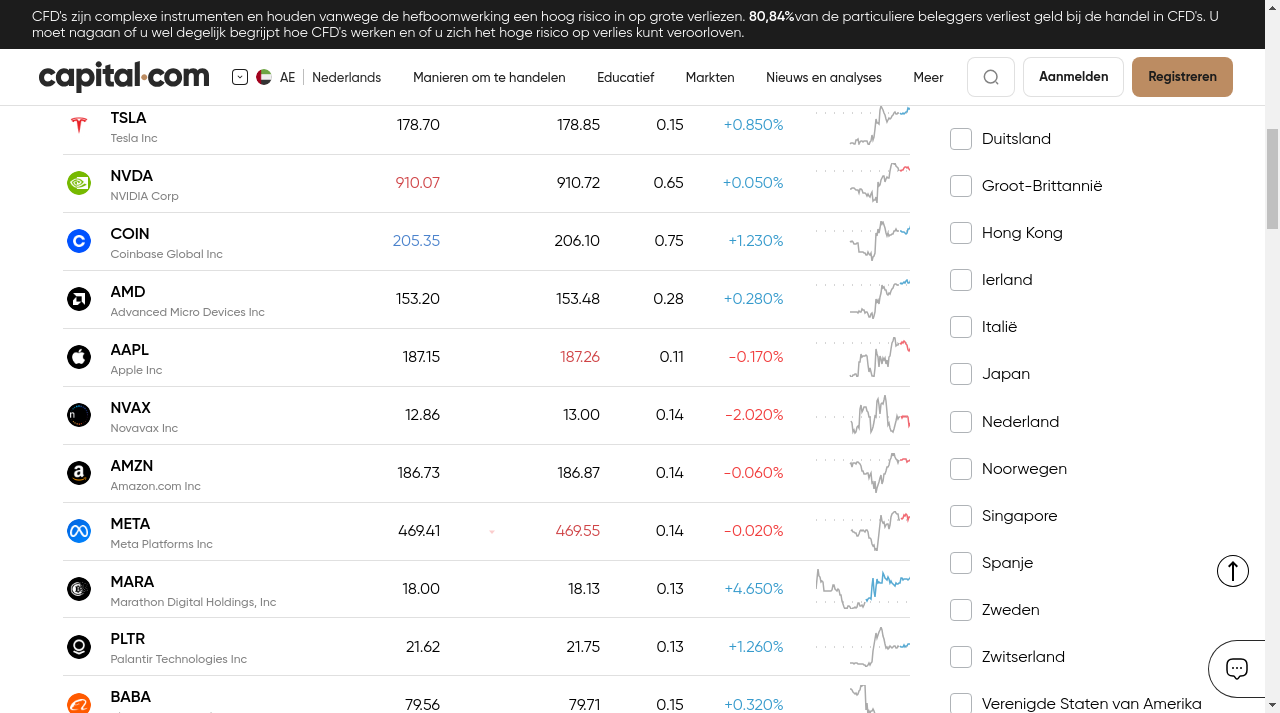 CFD's zijn complexe instrumenten en houden vanwege de hefboomwerking een hoog risico in op grote verliezen. 80,84%van de particuliere beleggers verliest geld bij de handel in CFD's. U
moet nagaan of u wel degelijk begrijpt hoe CFD's werken en of u zich het hoge risico op verlies kunt veroorloven.
capital.com AE Nederlands Manieren om te handelen Educatief Markten Nieuws en analyses Meer Aanmelden Registreren
TSLA 178.70 178.85 0.15 +0.850%
Tesla Inc
NVDA 910.07 910.72 0.65 +0.050%
NVIDIA Corp
COIN 205.35 206.10 0.75 +1.230%
Coinbase Global Inc
AMD 153.20 153.48 0.28 +0.280%
Advanced Micro Devices Inc
AAPL 187.15 187.26 0.11 -0.170%
Apple Inc
NVAX 12.86 13.00 0.14 -2.020%
Novavax Inc
AMZN 186.73 186.87 0.14 -0.060%
Amazon.com Inc
META 469.41 469.55 0.14 -0.020%
Meta Platforms Inc
MARA 18.00 18.13 0.13 +4.650%
Marathon Digital Holdings, Inc
PLTR 21.62 21.75 0.13 +1.260%
Palantir Technologies Inc
BABA 79.56 79.71 0.15 +0.320%
Duitsland
Groot-Brittannië
Hong Kong
Ierland
Italië
Japan
Nederland
Noorwegen
Singapore
Spanje
Zweden
Zwitserland
Verenigde Staten van Amerika